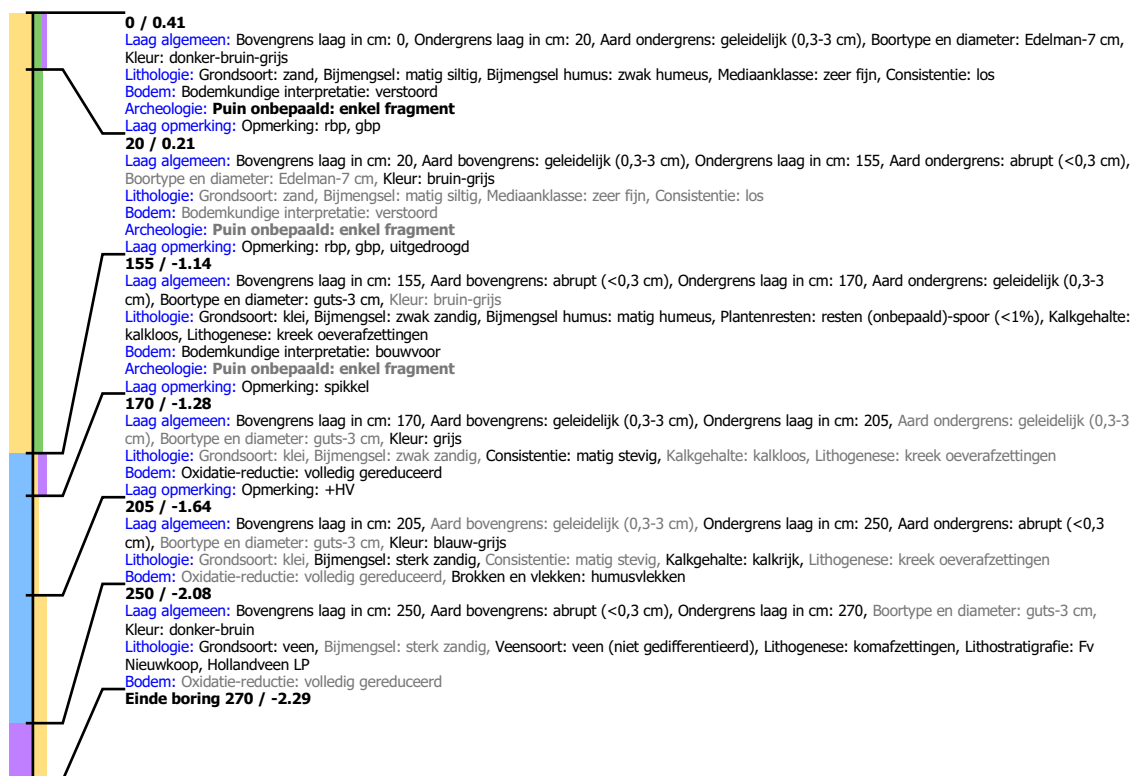 0 / 0.41
Laag algemeen: Bovengrens laag in cm: 0, Ondergrens laag in cm: 20, Aard ondergrens: geleidelijk (0,3-3 cm), Boortype en diameter: Edelman-7 cm,
Kleur: donker-bruin-grijs
Lithologie: Grondsoort: zand, Bijmengsel: matig siltig, Bijmengsel humus: zwak humeus, Mediaanklasse: zeer fijn, Consistentie: los
Bodem: Bodemkundige interpretatie: verstoord
Archeologie: Puin onbepaald: enkel fragment
Laag opmerking: Opmerking: rbp, gbp
20 / 0.21
Laag algemeen: Bovengrens laag in cm: 20, Aard bovengrens: geleidelijk (0,3-3 cm), Ondergrens laag in cm: 155, Aard ondergrens: abrupt (<0,3 cm),
Boortype en diameter: Edelman-7 cm, Kleur: bruin-grijs
Lithologie: Grondsoort: zand, Bijmengsel: matig siltig, Mediaanklasse: zeer fijn, Consistentie: los
Bodem: Bodemkundige interpretatie: verstoord
Archeologie: Puin onbepaald: enkel fragment
Laag opmerking: Opmerking: rbp, gbp, uitgedroogd
155 / -1.14
Laag algemeen: Bovengrens laag in cm: 155, Aard bovengrens: abrupt (<0,3 cm), Ondergrens laag in cm: 170, Aard ondergrens: geleidelijk (0,3-3
cm), Boortype en diameter: guts-3 cm, Kleur: bruin-grijs
Lithologie: Grondsoort: klei, Bijmengsel: zwak zandig, Bijmengsel humus: matig humeus, Plantenresten: resten (onbepaald)-spoor (<1%), Kalkgehalte:
kalkloos, Lithogenese: kreek oeverafzettingen
Bodem: Bodemkundige interpretatie: bouwvoor
Archeologie: Puin onbepaald: enkel fragment
Laag opmerking: Opmerking: spikkel
170 / -1.28
Laag algemeen: Bovengrens laag in cm: 170, Aard bovengrens: geleidelijk (0,3-3 cm), Ondergrens laag in cm: 205, Aard ondergrens: geleidelijk (0,3-3
cm), Boortype en diameter: guts-3 cm, Kleur: grijs
Lithologie: Grondsoort: klei, Bijmengsel: zwak zandig, Consistentie: matig stevig, Kalkgehalte: kalkloos, Lithogenese: kreek oeverafzettingen
Bodem: Oxidatie-reductie: volledig gereduceerd
Laag opmerking: Opmerking: +HV
205 / -1.64
Laag algemeen: Bovengrens laag in cm: 205, Aard bovengrens: geleidelijk (0,3-3 cm), Ondergrens laag in cm: 250, Aard ondergrens: abrupt (<0,3
cm), Boortype en diameter: guts-3 cm, Kleur: blauw-grijs
Lithologie: Grondsoort: klei, Bijmengsel: sterk zandig, Consistentie: matig stevig, Kalkgehalte: kalkrijk, Lithogenese: kreek oeverafzettingen
Bodem: Oxidatie-reductie: volledig gereduceerd, Brokken en vlekken: humusvlekken
250 / -2.08
Laag algemeen: Bovengrens laag in cm: 250, Aard bovengrens: abrupt (<0,3 cm), Ondergrens laag in cm: 270, Boortype en diameter: guts-3 cm,
Kleur: donker-bruin
Lithologie: Grondsoort: veen, Bijmengsel: sterk zandig, Veensoort: veen (niet gedifferentieerd), Lithogenese: komafzettingen, Lithostratigrafie: Fv
Nieuwkoop, Hollandveen LP
Bodem: Oxidatie-reductie: volledig gereduceerd
Einde boring 270 / -2.29